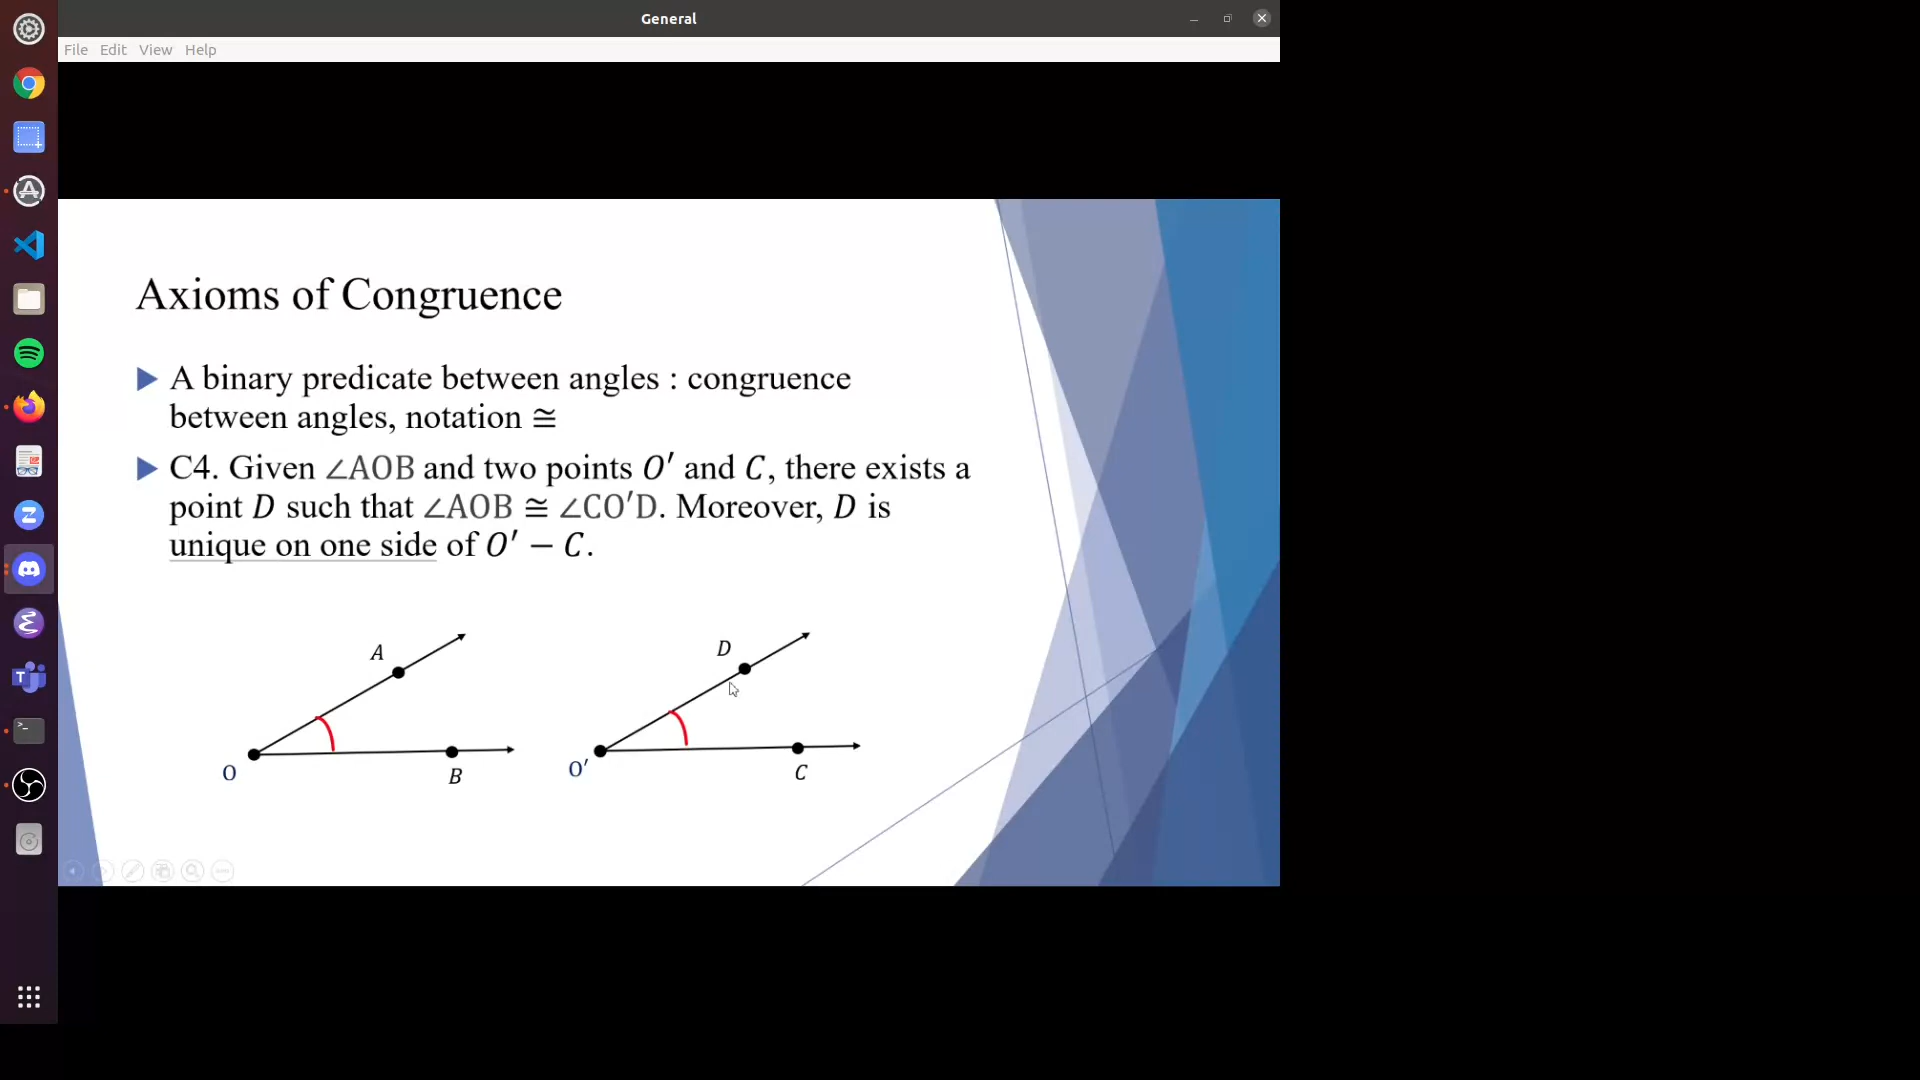 General
File Edit View Help
Axioms of Congruence
A binary predicate between angles : congruence
between angles, notation ≅
C4. Given ∠AOB and two points O′ and C, there exists a
point D such that ∠AOB ≅ ∠CO′D. Moreover, D is
unique on one side of O′ − C.
A
D
O
B
O′
C